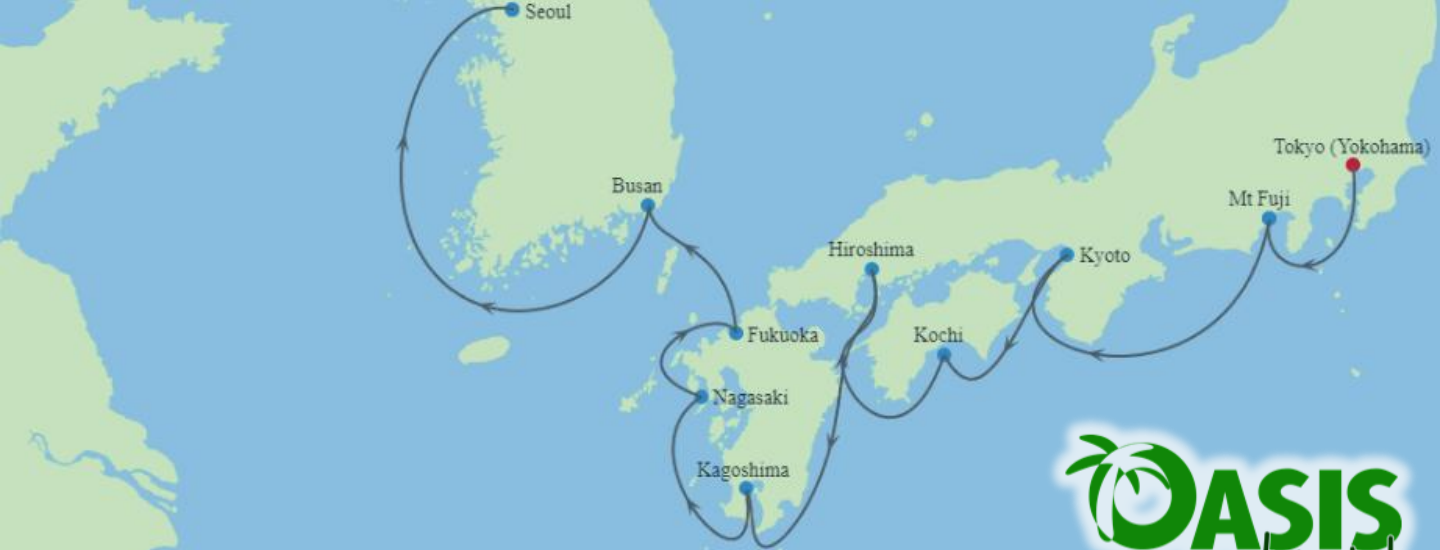 Seoul
Tokyo (Yokohama)
Busan
Mt Fuji
Hiroshima
Kyoto
Fukuoka
Kochi
Nagasaki
Kagoshima
OASIS